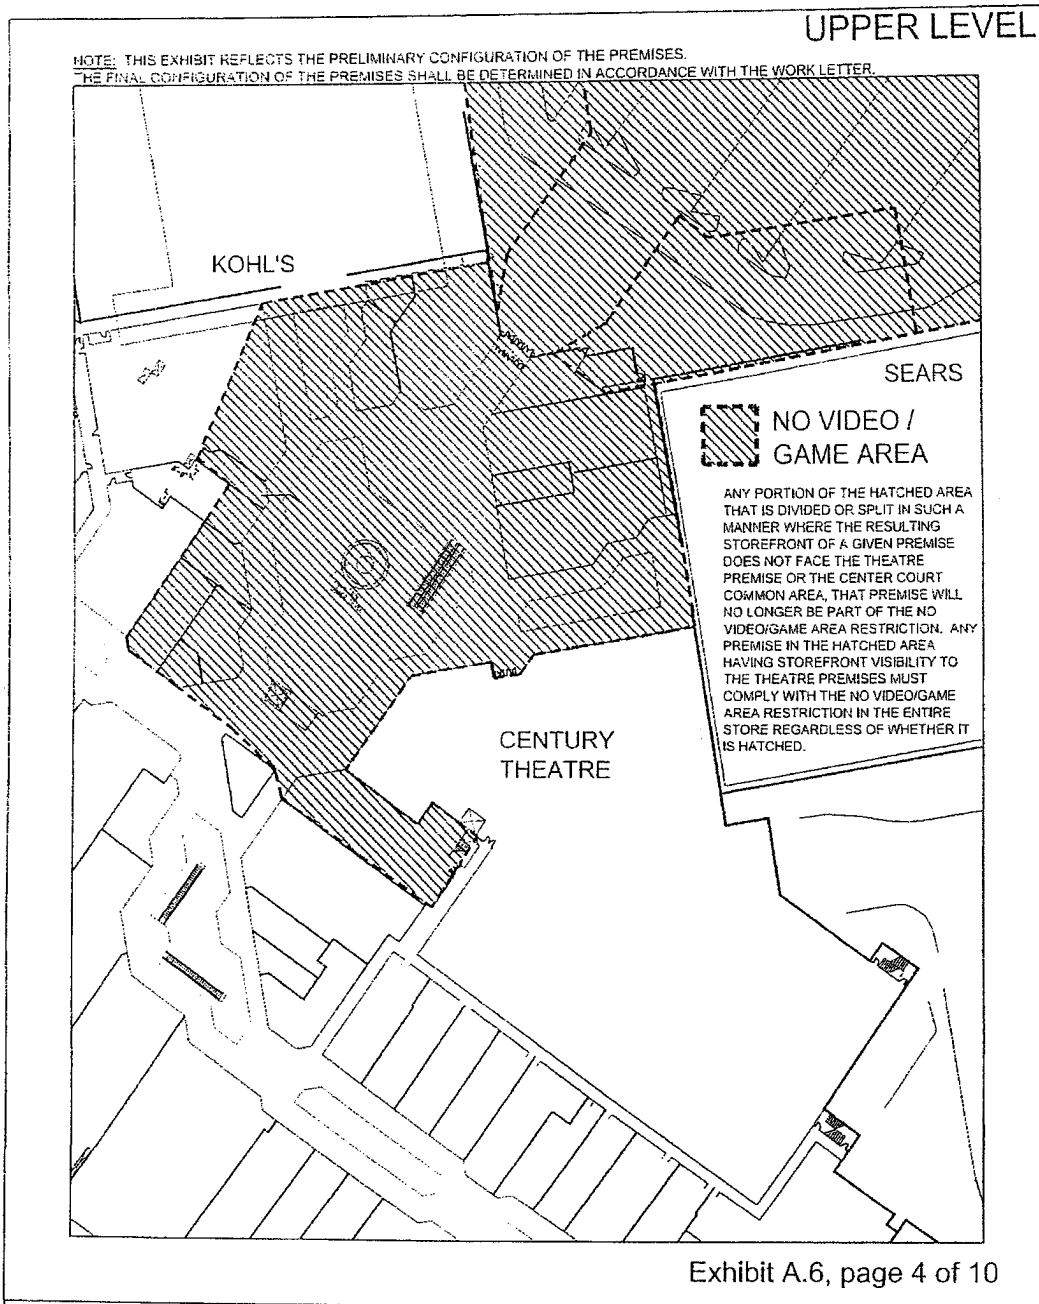 UPPER LEVEL
NOTE: THIS EXHIBIT REFLECTS THE PRELIMINARY CONFIGURATION OF THE PREMISES.
THE FINAL CONFIGURATION OF THE PREMISES SHALL BE DETERMINED IN ACCORDANCE WITH THE WORK LETTER.
KOHL'S
SEARS
NO VIDEO /
GAME AREA
ANY PORTION OF THE HATCHED AREA
THAT IS DIVIDED OR SPLIT IN SUCH A
MANNER WHERE THE RESULTING
STOREFRONT OF A GIVEN PREMISE
DOES NOT FACE THE THEATRE
PREMISE OR THE CENTER COURT
COMMON AREA, THAT PREMISE WILL
NO LONGER BE PART OF THE NO
VIDEO/GAME AREA RESTRICTION. ANY
PREMISE IN THE HATCHED AREA
HAVING STOREFRONT VISIBILITY TO
THE THEATRE PREMISES MUST
COMPLY WITH THE NO VIDEO/GAME
AREA RESTRICTION IN THE ENTIRE
STORE REGARDLESS OF WHETHER IT
IS HATCHED.
CENTURY
THEATRE
Exhibit A.6, page 4 of 10